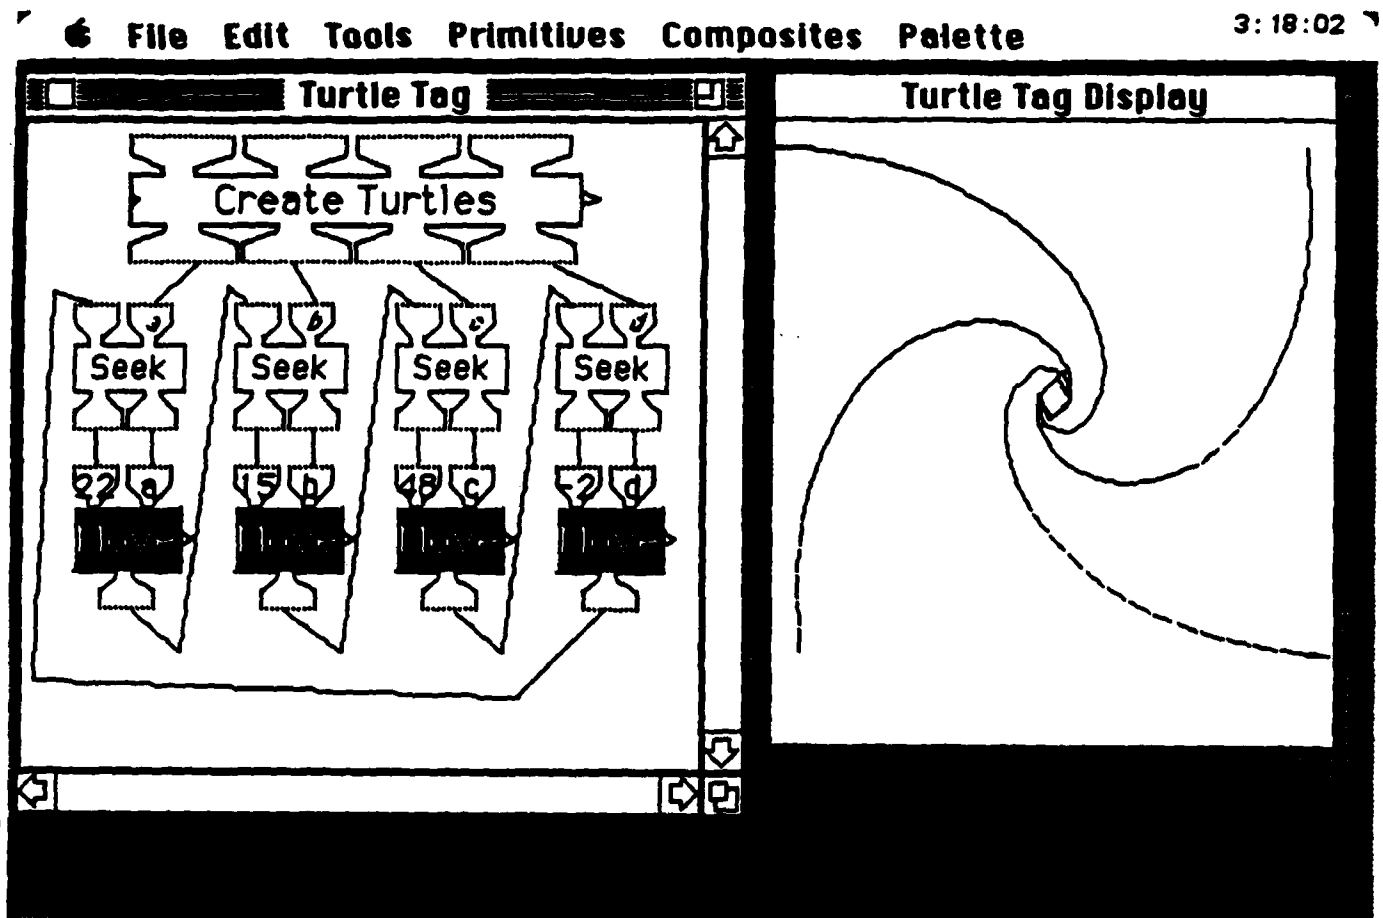 File Edit Tools Primitives Composites Palette 3:18:02
Turtle Tag
Turtle Tag Display
Create Turtles
a b c d
Seek Seek Seek Seek
22 a 15 b 48 c -2 d